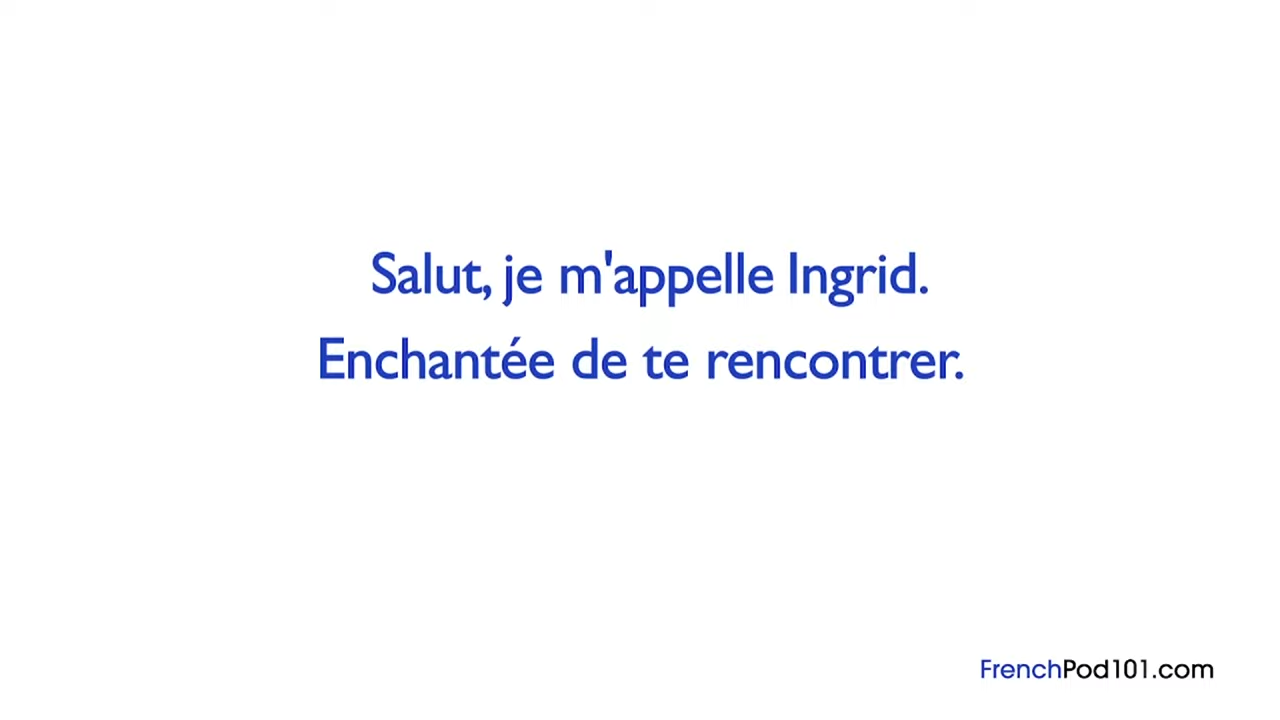 Salut, je m'appelle Ingrid.
Enchantée de te rencontrer.
FrenchPod101.com